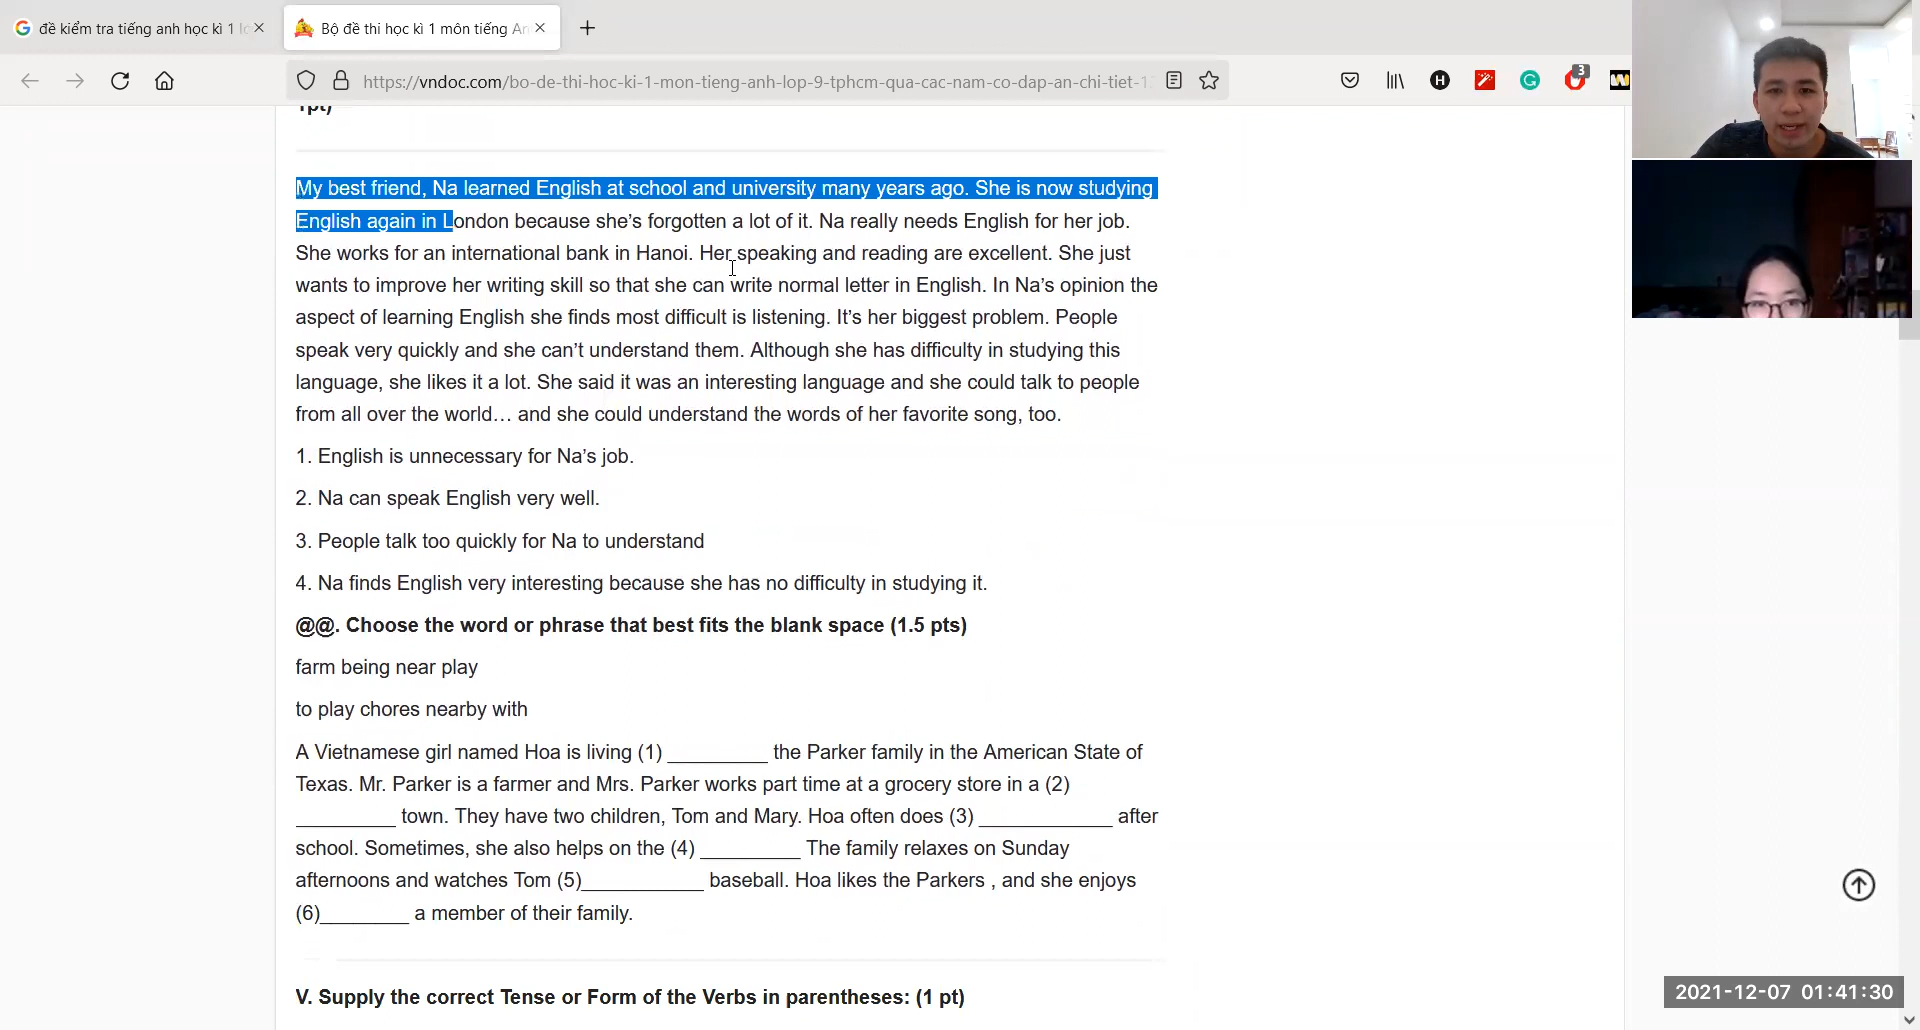 đề kiểm tra tiếng anh học kì 1
Bộ đề thi học kì 1 môn tiếng
https://vndoc.com/bo-de-thi-hoc-ki-1-mon-tieng-anh-lop-9-tphcm-qua-cac-nam-co-dap-an-chi-tiet-1
3
1pt)
My best friend, Na learned English at school and university many years ago. She is now studying
English again in London because she’s forgotten a lot of it. Na really needs English for her job.
She works for an international bank in Hanoi. Her speaking and reading are excellent. She just
wants to improve her writing skill so that she can write normal letter in English. In Na’s opinion the
aspect of learning English she finds most difficult is listening. It’s her biggest problem. People
speak very quickly and she can’t understand them. Although she has difficulty in studying this
language, she likes it a lot. She said it was an interesting language and she could talk to people
from all over the world… and she could understand the words of her favorite song, too.
1. English is unnecessary for Na’s job.
2. Na can speak English very well.
3. People talk too quickly for Na to understand
4. Na finds English very interesting because she has no difficulty in studying it.
@@. Choose the word or phrase that best fits the blank space (1.5 pts)
farm being near play
to play chores nearby with
A Vietnamese girl named Hoa is living (1) _________ the Parker family in the American State of
Texas. Mr. Parker is a farmer and Mrs. Parker works part time at a grocery store in a (2)
_________ town. They have two children, Tom and Mary. Hoa often does (3) ____________ after
school. Sometimes, she also helps on the (4) _________ The family relaxes on Sunday
afternoons and watches Tom (5)___________ baseball. Hoa likes the Parkers , and she enjoys
(6)________ a member of their family.
V. Supply the correct Tense or Form of the Verbs in parentheses: (1 pt)
2021-12-07 01:41:30